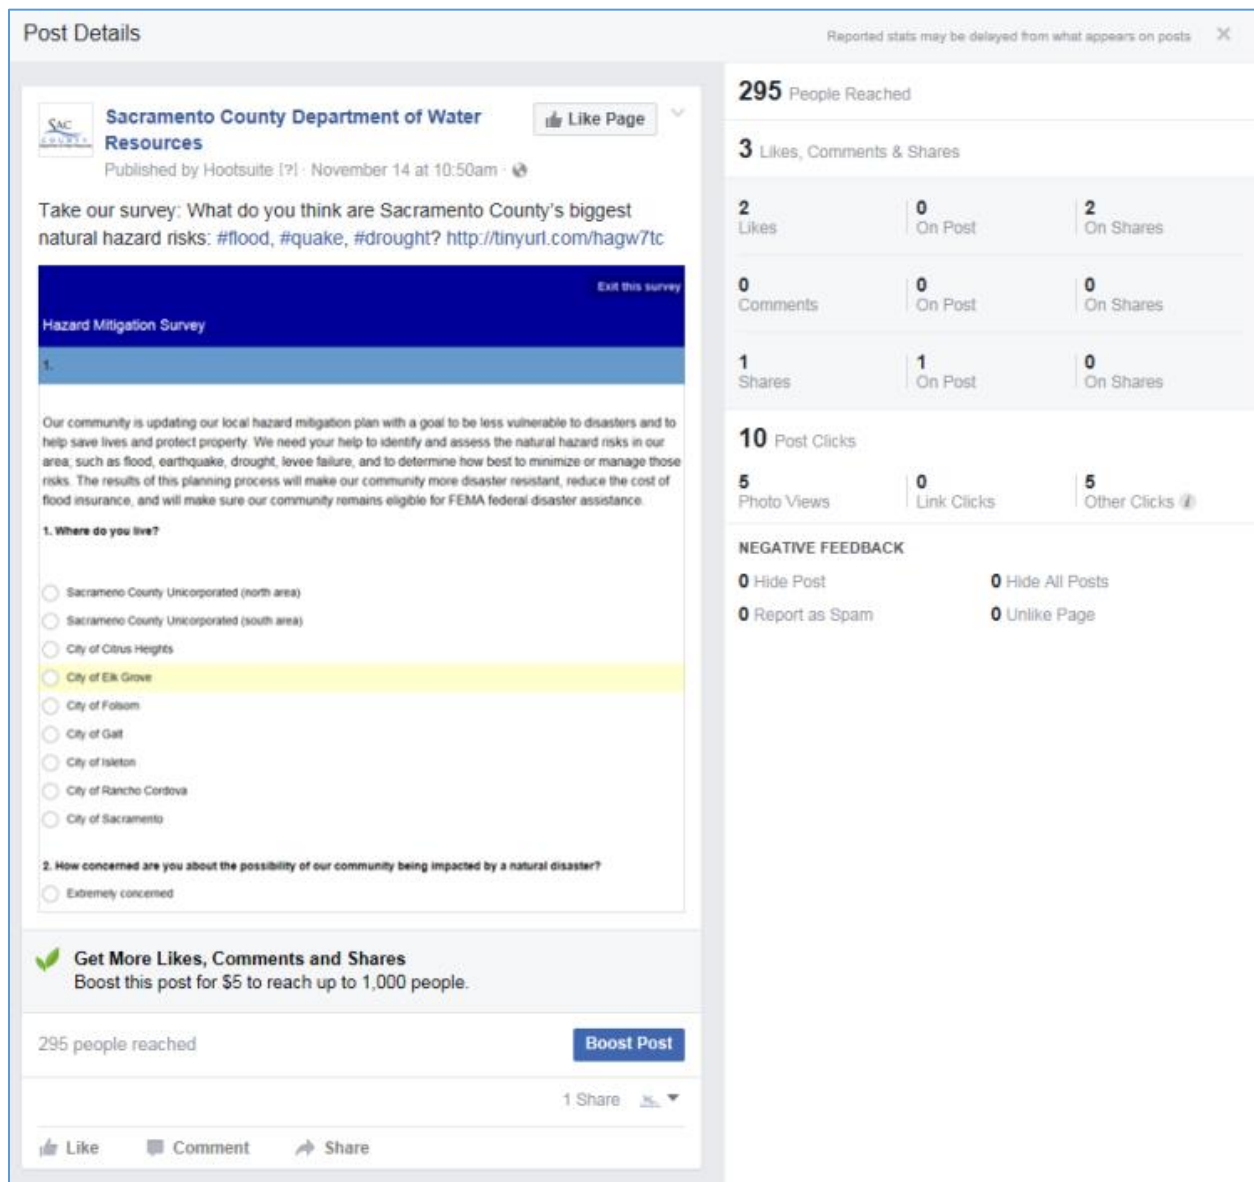 Post Details
Reported stats may be delayed from what appears on posts
SAC
COUNTY
Sacramento County Department of Water
Resources
Like Page
Published by Hootsuite [?] · November 14 at 10:50am ·
Take our survey: What do you think are Sacramento County's biggest
natural hazard risks: #flood, #quake, #drought? http://tinyurl.com/hagw7tc
Exit this survey
Hazard Mitigation Survey
1.
Our community is updating our local hazard mitigation plan with a goal to be less vulnerable to disasters and to
help save lives and protect property. We need your help to identify and assess the natural hazard risks in our
area, such as flood, earthquake, drought, levee failure, and to determine how best to minimize or manage those
risks. The results of this planning process will make our community more disaster resistant, reduce the cost of
flood insurance, and will make sure our community remains eligible for FEMA federal disaster assistance.
1. Where do you live?
Sacrameno County Unicorporated (north area)
Sacrameno County Unicorporated (south area)
City of Citrus Heights
City of Elk Grove
City of Folsom
City of Galt
City of Isleton
City of Rancho Cordova
City of Sacramento
2. How concerned are you about the possibility of our community being impacted by a natural disaster?
Extremely concerned
Get More Likes, Comments and Shares
Boost this post for $5 to reach up to 1,000 people.
295 people reached
Boost Post
1 Share
Like Comment Share
295 People Reached
3 Likes, Comments & Shares
2 0 2
Likes On Post On Shares
0 0 0
Comments On Post On Shares
1 1 0
Shares On Post On Shares
10 Post Clicks
5 0 5
Photo Views Link Clicks Other Clicks
NEGATIVE FEEDBACK
0 Hide Post 0 Hide All Posts
0 Report as Spam 0 Unlike Page